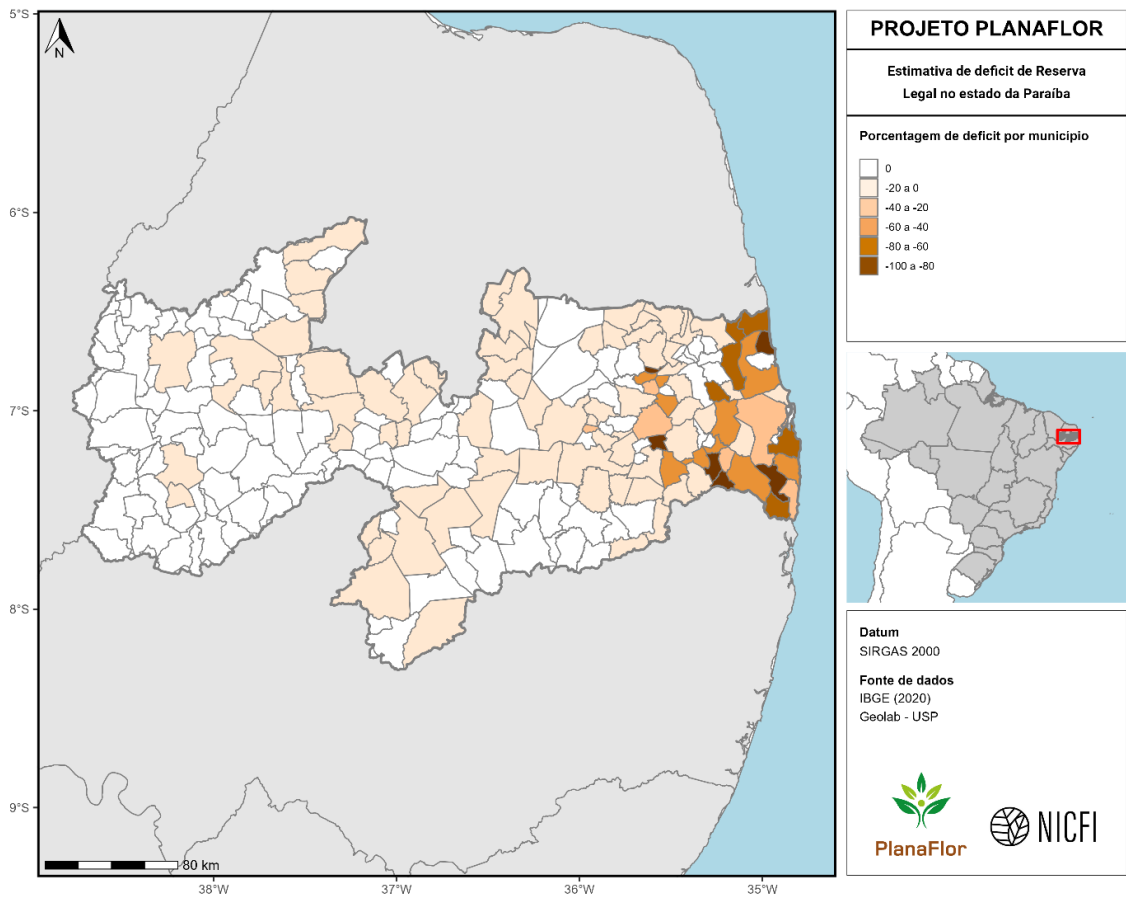 5°S
6°S
7°S
8°S
9°S
N
80 km
38°W
37°W
36°W
35°W
PROJETO PLANAFLOR
Estimativa de deficit de Reserva
Legal no estado da Paraíba
Porcentagem de deficit por municipio
0
-20 a 0
-40 a -20
-60 a -40
-80 a -60
-100 a -80
Datum
SIRGAS 2000
Fonte de dados
IBGE (2020)
Geolab - USP
PlanaFlor
NICFI